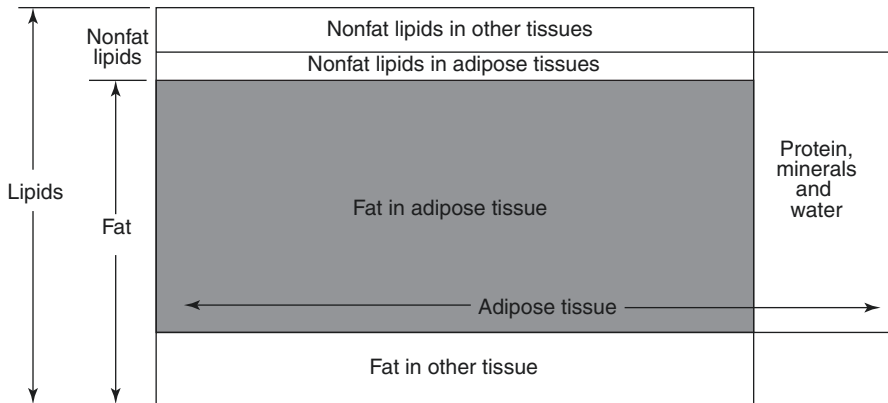 Nonfat lipids in other tissues
Nonfat
lipids
Nonfat lipids in adipose tissues
Protein,
minerals
and
water
Lipids
Fat
Fat in adipose tissue
Adipose tissue
Fat in other tissue